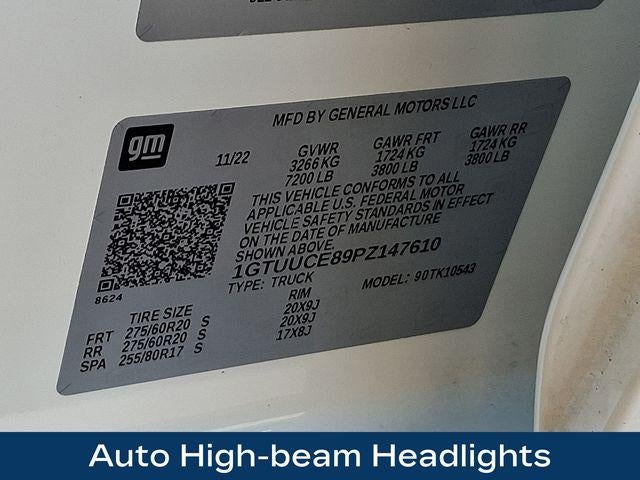 MFD BY GENERAL MOTORS LLC
gm
11/22
GVWR GAWR FRT GAWR RR
3266 KG 1724 KG 1724 KG
7200 LB 3800 LB 3800 LB
THIS VEHICLE CONFORMS TO ALL
APPLICABLE U.S. FEDERAL MOTOR
VEHICLE SAFETY STANDARDS IN EFFECT
ON THE DATE OF MANUFACTURE
SHOWN ABOVE.
1GTUUCE89PZ147610
TYPE: TRUCK MODEL: 90TK10543
8624
TIRE SIZE RIM
FRT 275/60R20 S 20X9J
RR 275/60R20 S 20X9J
SPA 255/80R17 S 17X8J
Auto High-beam Headlights